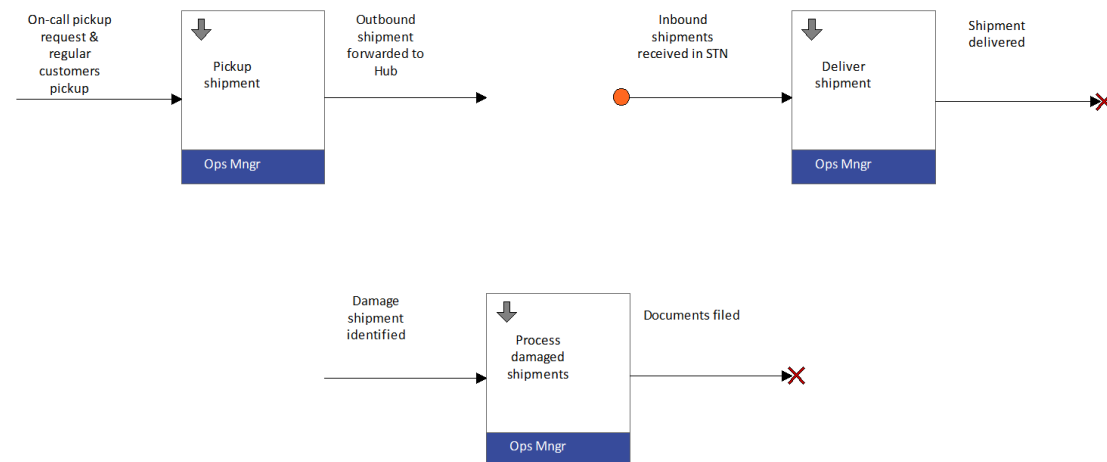 On-call pickup
request &
regular
customers
pickup
Pickup
shipment
Ops Mngr
Outbound
shipment
forwarded to
Hub
Inbound
shipments
received in STN
Deliver
shipment
Ops Mngr
Shipment
delivered
Damage
shipment
identified
Process
damaged
shipments
Ops Mngr
Documents filed